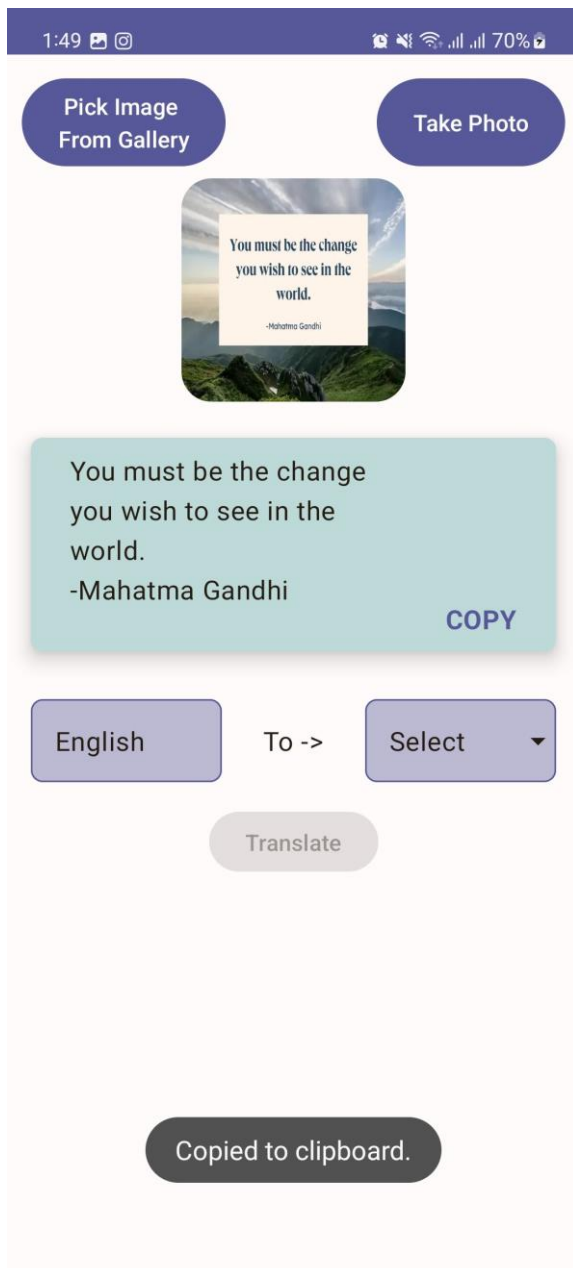 1:49 70%
Pick Image
From Gallery
Take Photo
You must be the change
you wish to see in the
world.
-Mahatma Gandhi
You must be the change
you wish to see in the
world.
-Mahatma Gandhi
COPY
English To -> Select
Translate
Copied to clipboard.